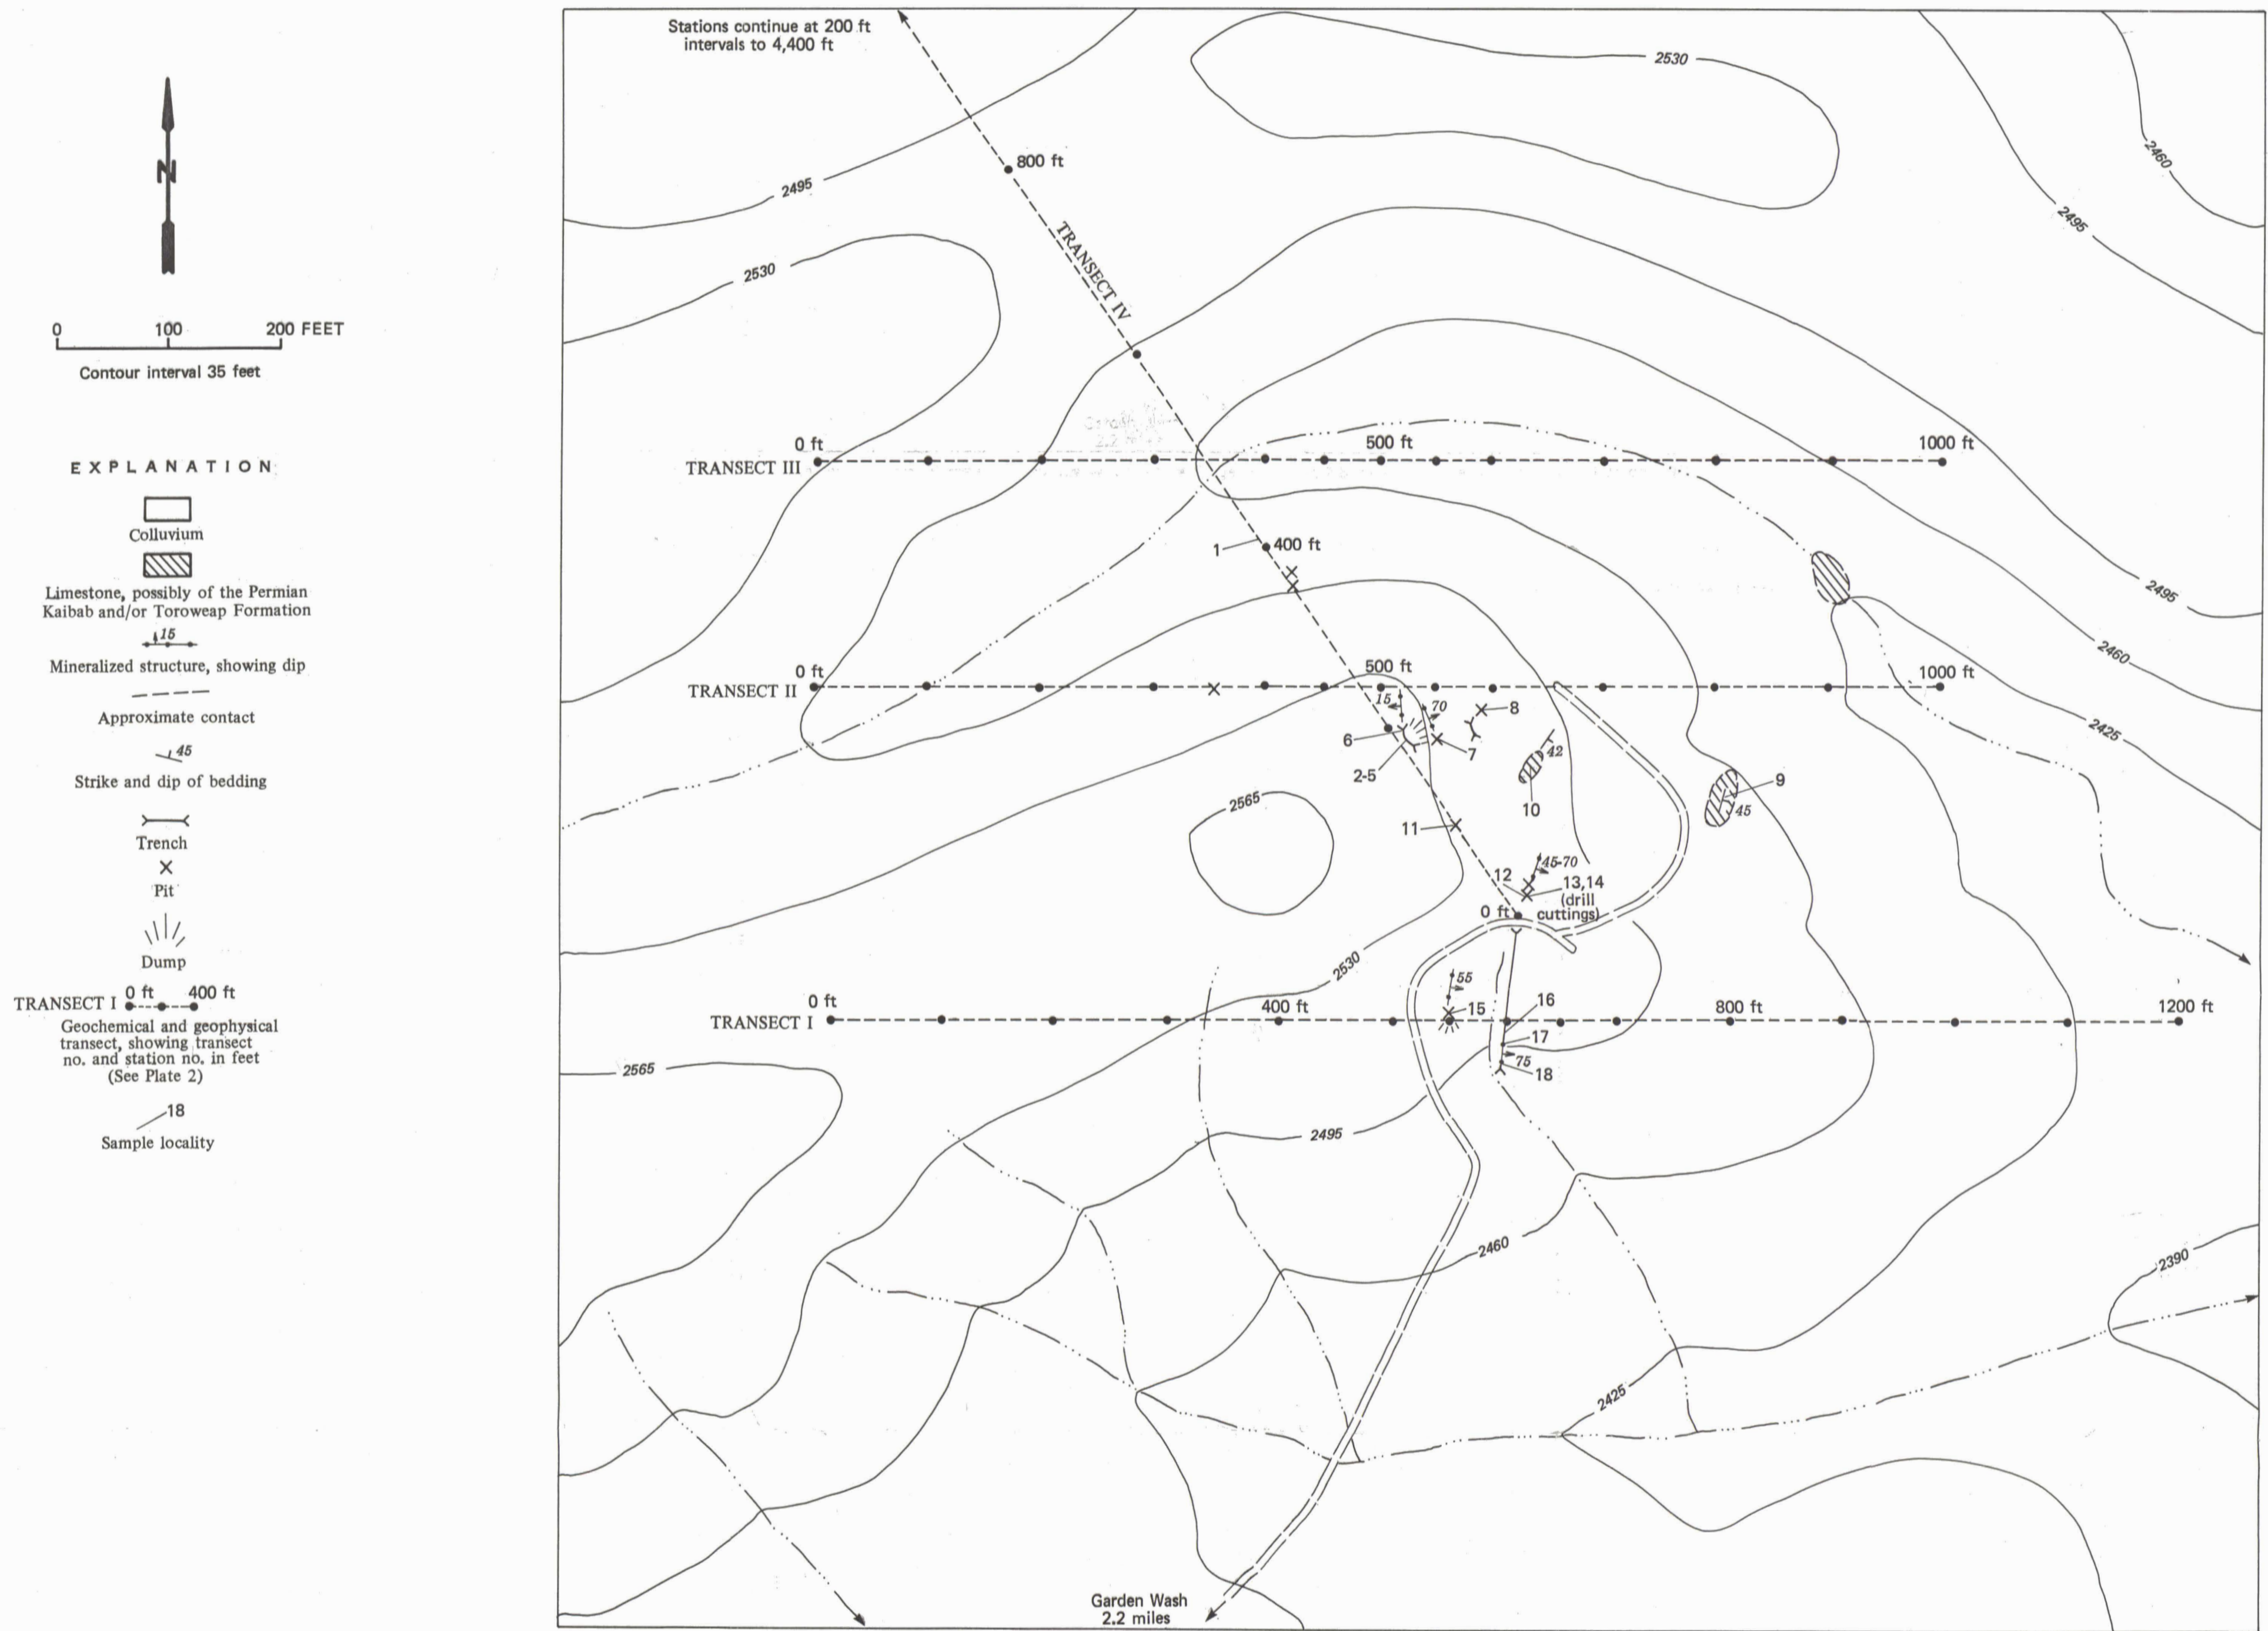 N
0 100 200 FEET
Contour interval 35 feet
EXPLANATION
Colluvium
Limestone, possibly of the Permian
Kaibab and/or Toroweap Formation
15
Mineralized structure, showing dip
Approximate contact
45
Strike and dip of bedding
Trench
Pit
Dump
TRANSECT I 0 ft 400 ft
Geochemical and geophysical
transect, showing transect
no. and station no. in feet
(See Plate 2)
18
Sample locality
Stations continue at 200 ft
intervals to 4,400 ft
2530
2460
800 ft
2495
2495
TRANSECT IV
2530
0 ft
500 ft
1000 ft
TRANSECT III
1
400 ft
2495
2460
0 ft
500 ft
1000 ft
TRANSECT II
15
70
8
2425
6
7
42
2-5
9
2565
10
45
11
45-70
12
13,14
(drill
cuttings)
0 ft
2530
55
0 ft
400 ft
15
16
800 ft
1200 ft
TRANSECT I
17
75
18
2565
2495
2460
2390
2425
Garden Wash
2.2 miles